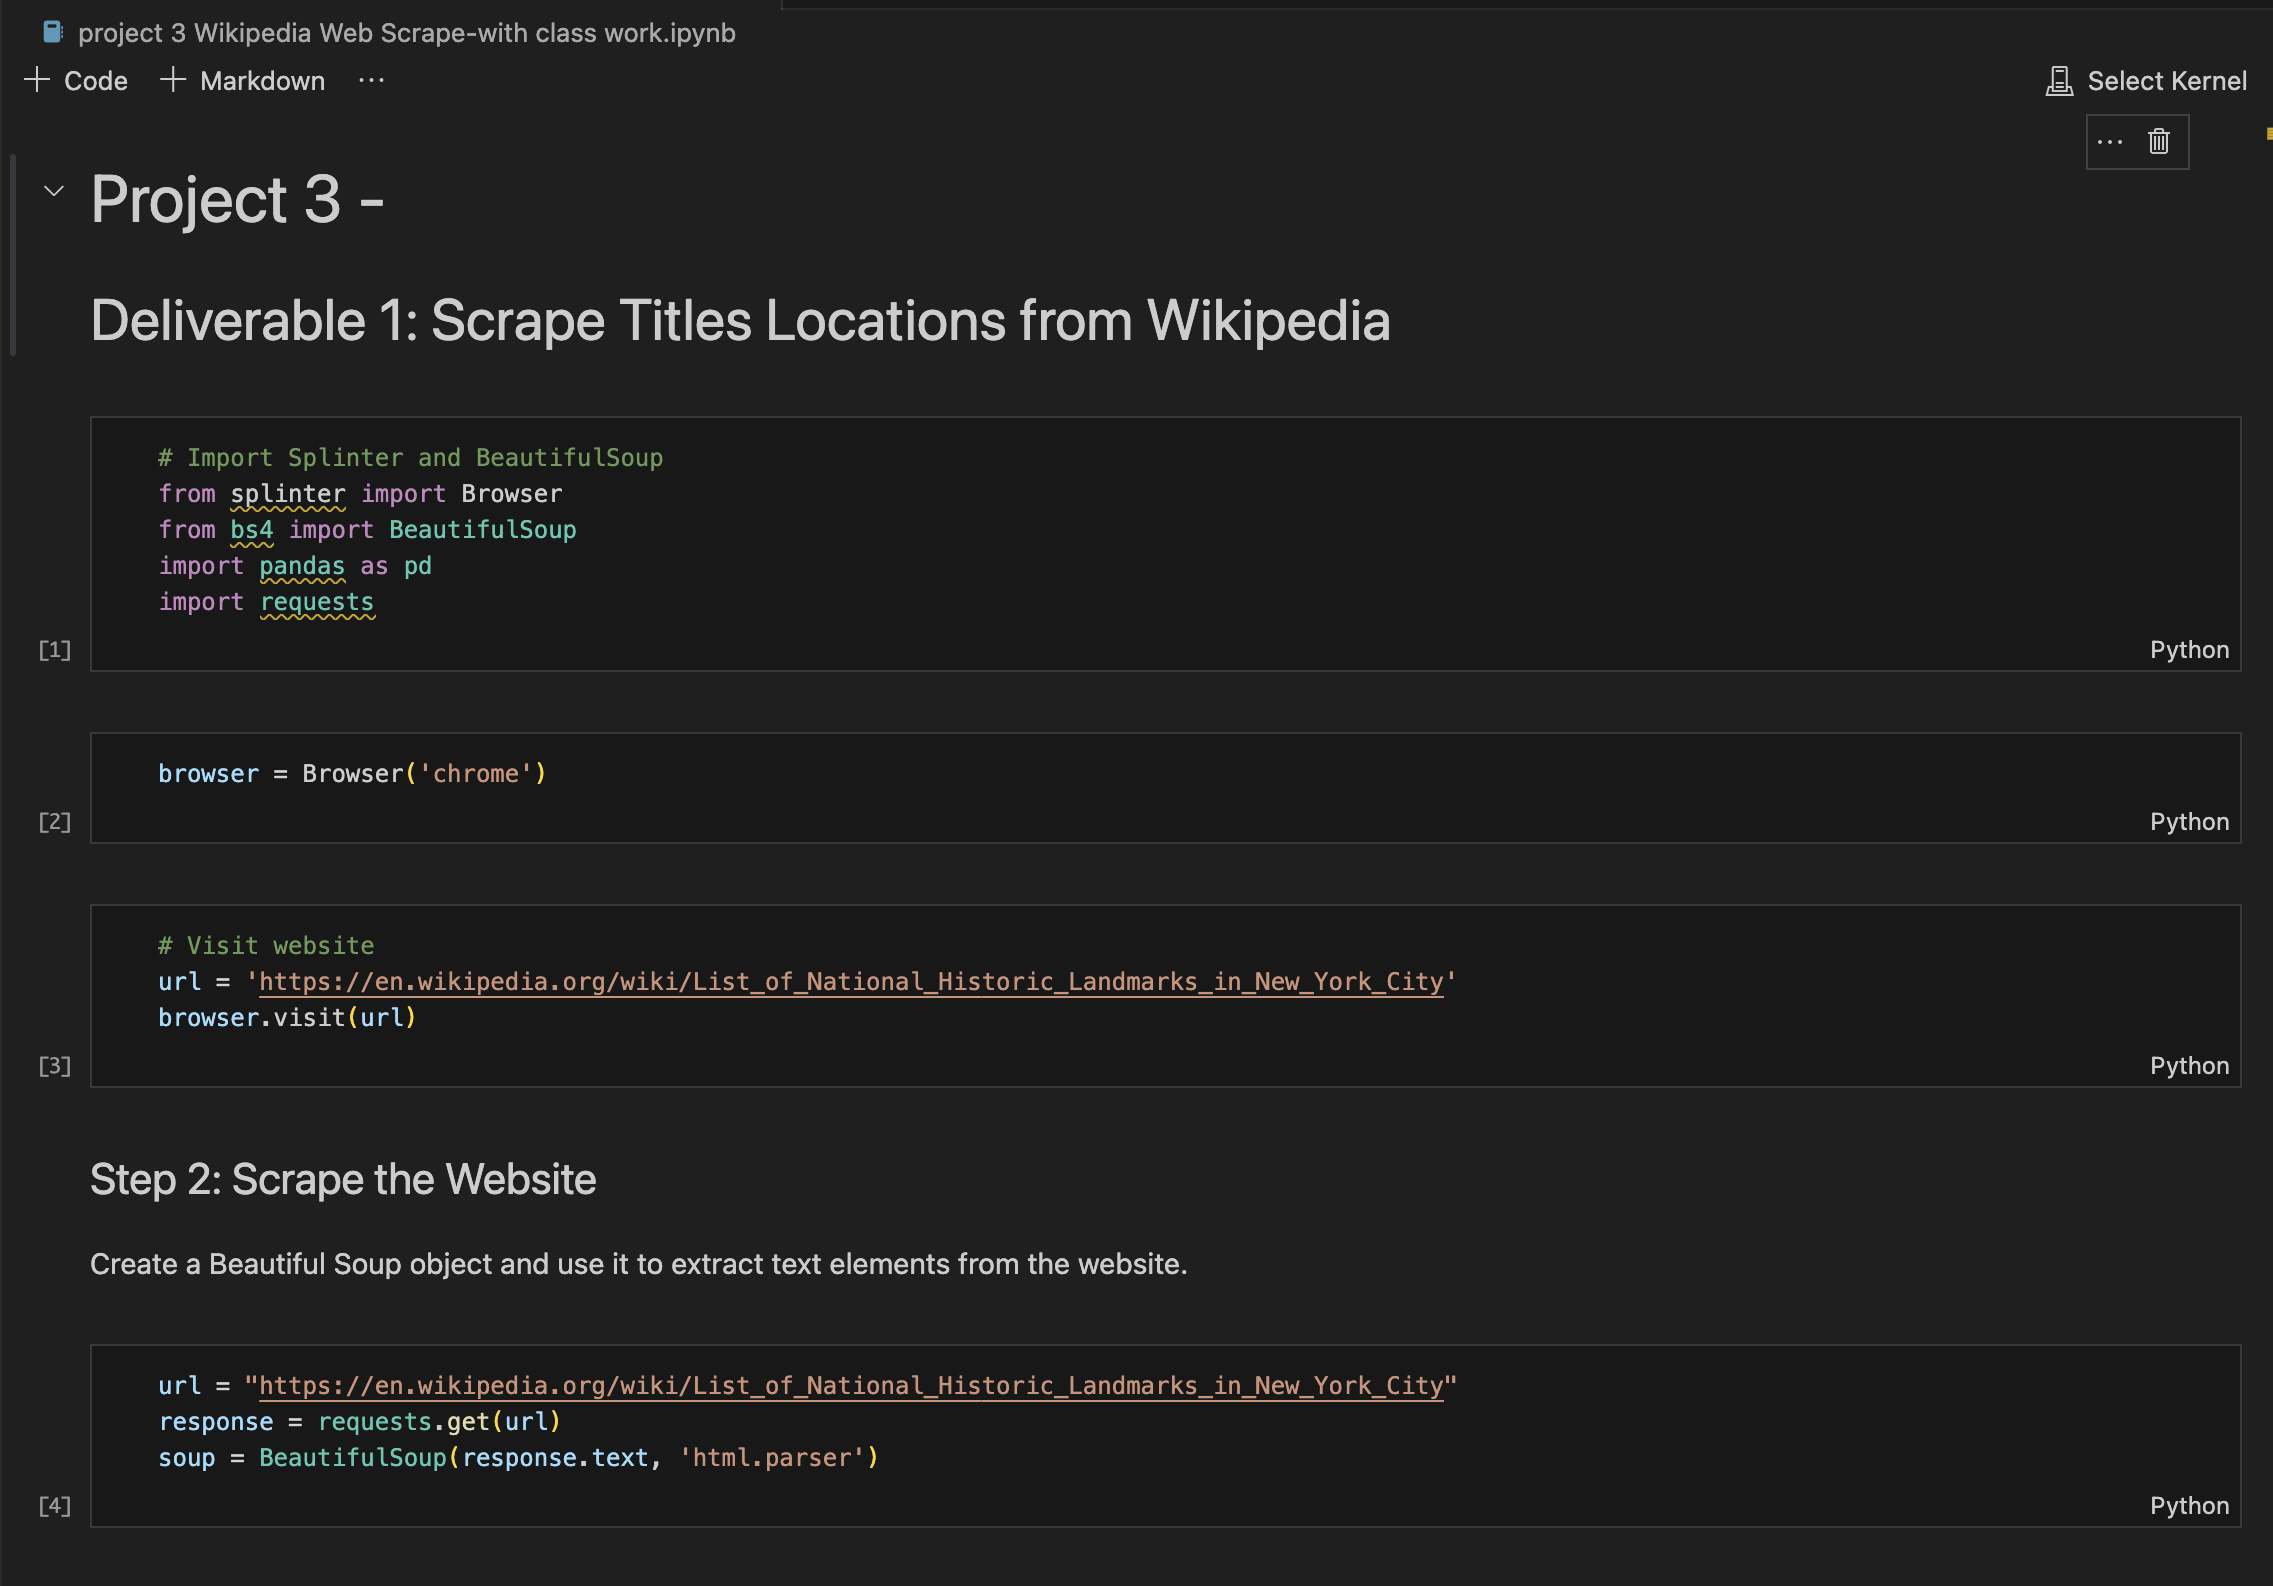 project 3 Wikipedia Web Scrape-with class work.ipynb
+ Code + Markdown ...
Select Kernel
...
Project 3 -
Deliverable 1: Scrape Titles Locations from Wikipedia
# Import Splinter and BeautifulSoup
from splinter import Browser
from bs4 import BeautifulSoup
import pandas as pd
import requests
[1]
Python
browser = Browser('chrome')
[2]
Python
# Visit website
url = 'https://en.wikipedia.org/wiki/List_of_National_Historic_Landmarks_in_New_York_City'
browser.visit(url)
[3]
Python
Step 2: Scrape the Website
Create a Beautiful Soup object and use it to extract text elements from the website.
url = "https://en.wikipedia.org/wiki/List_of_National_Historic_Landmarks_in_New_York_City"
response = requests.get(url)
soup = BeautifulSoup(response.text, 'html.parser')
[4]
Python